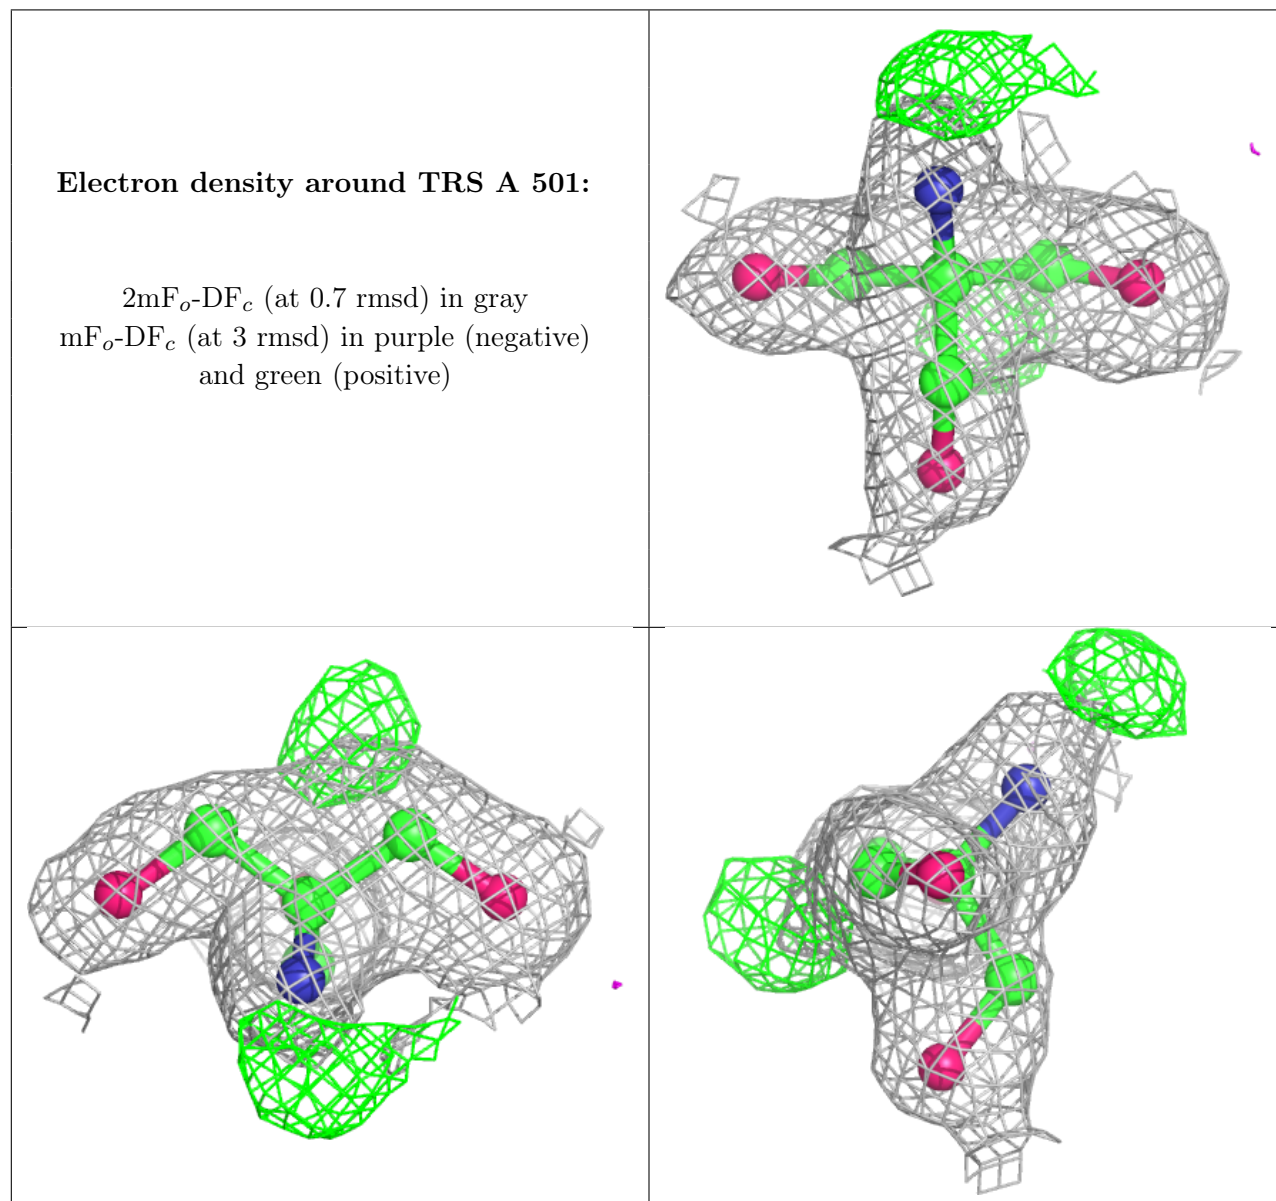 Electron density around TRS A 501:
2mFo-DFc (at 0.7 rmsd) in gray
mFo-DFc (at 3 rmsd) in purple (negative)
and green (positive)